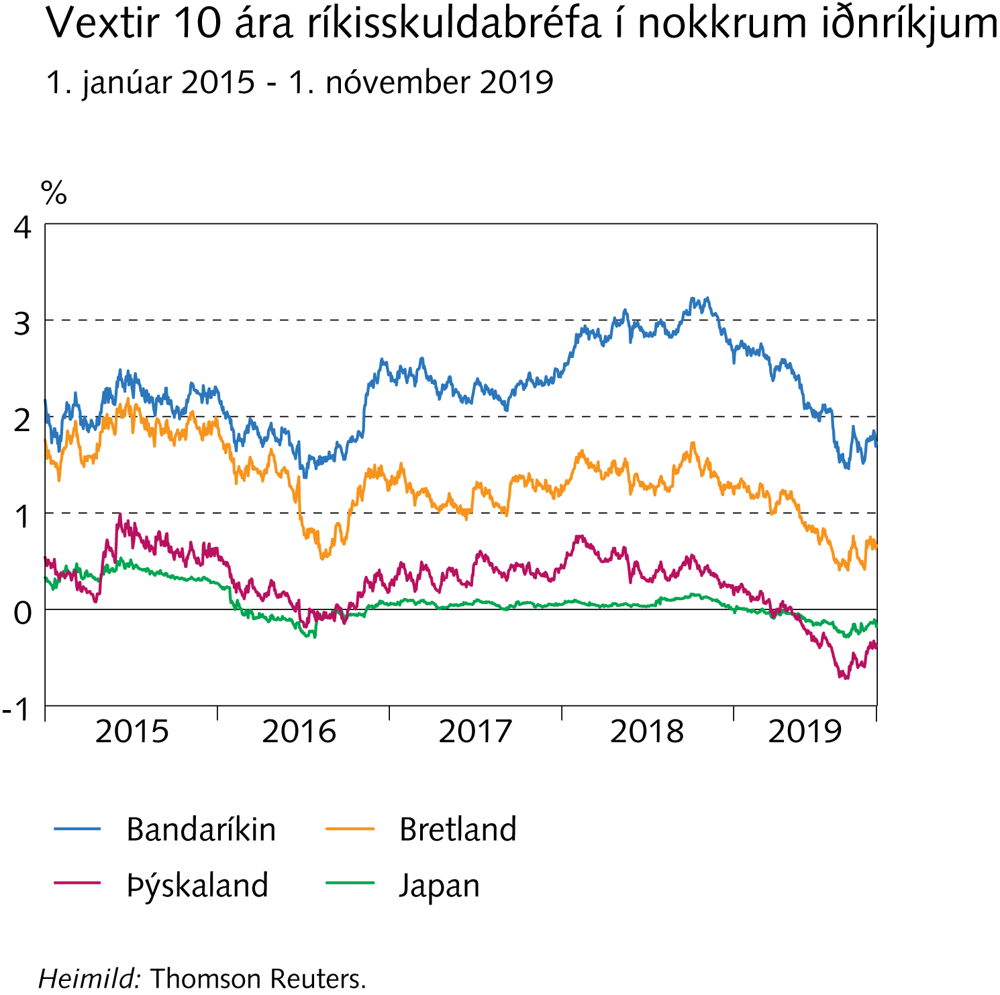 Vextir 10 ára ríkisskuldabréfa í nokkrum iðnríkjum
1. janúar 2015 - 1. nóvember 2019
%
4
3
2
1
0
-1
2015 2016 2017 2018 2019
Bandaríkin Bretland
Þýskaland Japan
Heimild: Thomson Reuters.